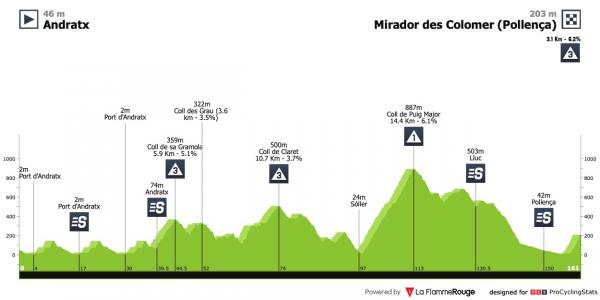 46 m
Andratx
203 m
Mirador des Colomer (Pollença)
3.1 Km - 6.2%
3
2m
Port d'Andratx
2m
Port d'Andratx
S
2m
Port d'Andratx
74m
Andratx
S
359m
Coll de sa Gramola
5.9 Km - 5.1%
3
322m
Coll des Grau (3.6
km - 3.5%)
500m
Coll de Claret
10.7 Km - 3.7%
3
24m
Sóller
887m
Coll de Puig Major
14.4 Km - 6.1%
1
503m
Lluc
S
42m
Pollença
S
1000
800
600
400
200
0
1000
800
600
400
200
0
0 4 17 30 39.5 44.5 52 74 97 113 130.5 150 161
Powered by La FlammeRouge designed for PCS ProCyclingStats